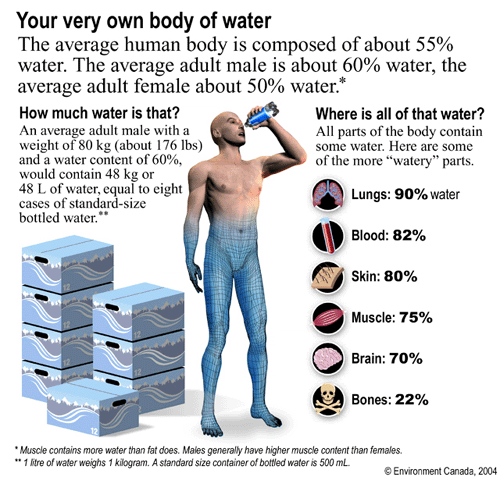 Your very own body of water
The average human body is composed of about 55%
water. The average adult male is about 60% water, the
average adult female about 50% water.*
How much water is that?
An average adult male with a
weight of 80 kg (about 176 lbs)
and a water content of 60%,
would contain 48 kg or
48 L of water, equal to eight
cases of standard-size
bottled water.**
Where is all of that water?
All parts of the body contain
some water. Here are some
of the more “watery” parts.
Lungs: 90% water
Blood: 82%
Skin: 80%
Muscle: 75%
Brain: 70%
Bones: 22%
12
12
12
* Muscle contains more water than fat does. Males generally have higher muscle content than females.
** 1 litre of water weighs 1 kilogram. A standard size container of bottled water is 500 mL.
© Environment Canada, 2004